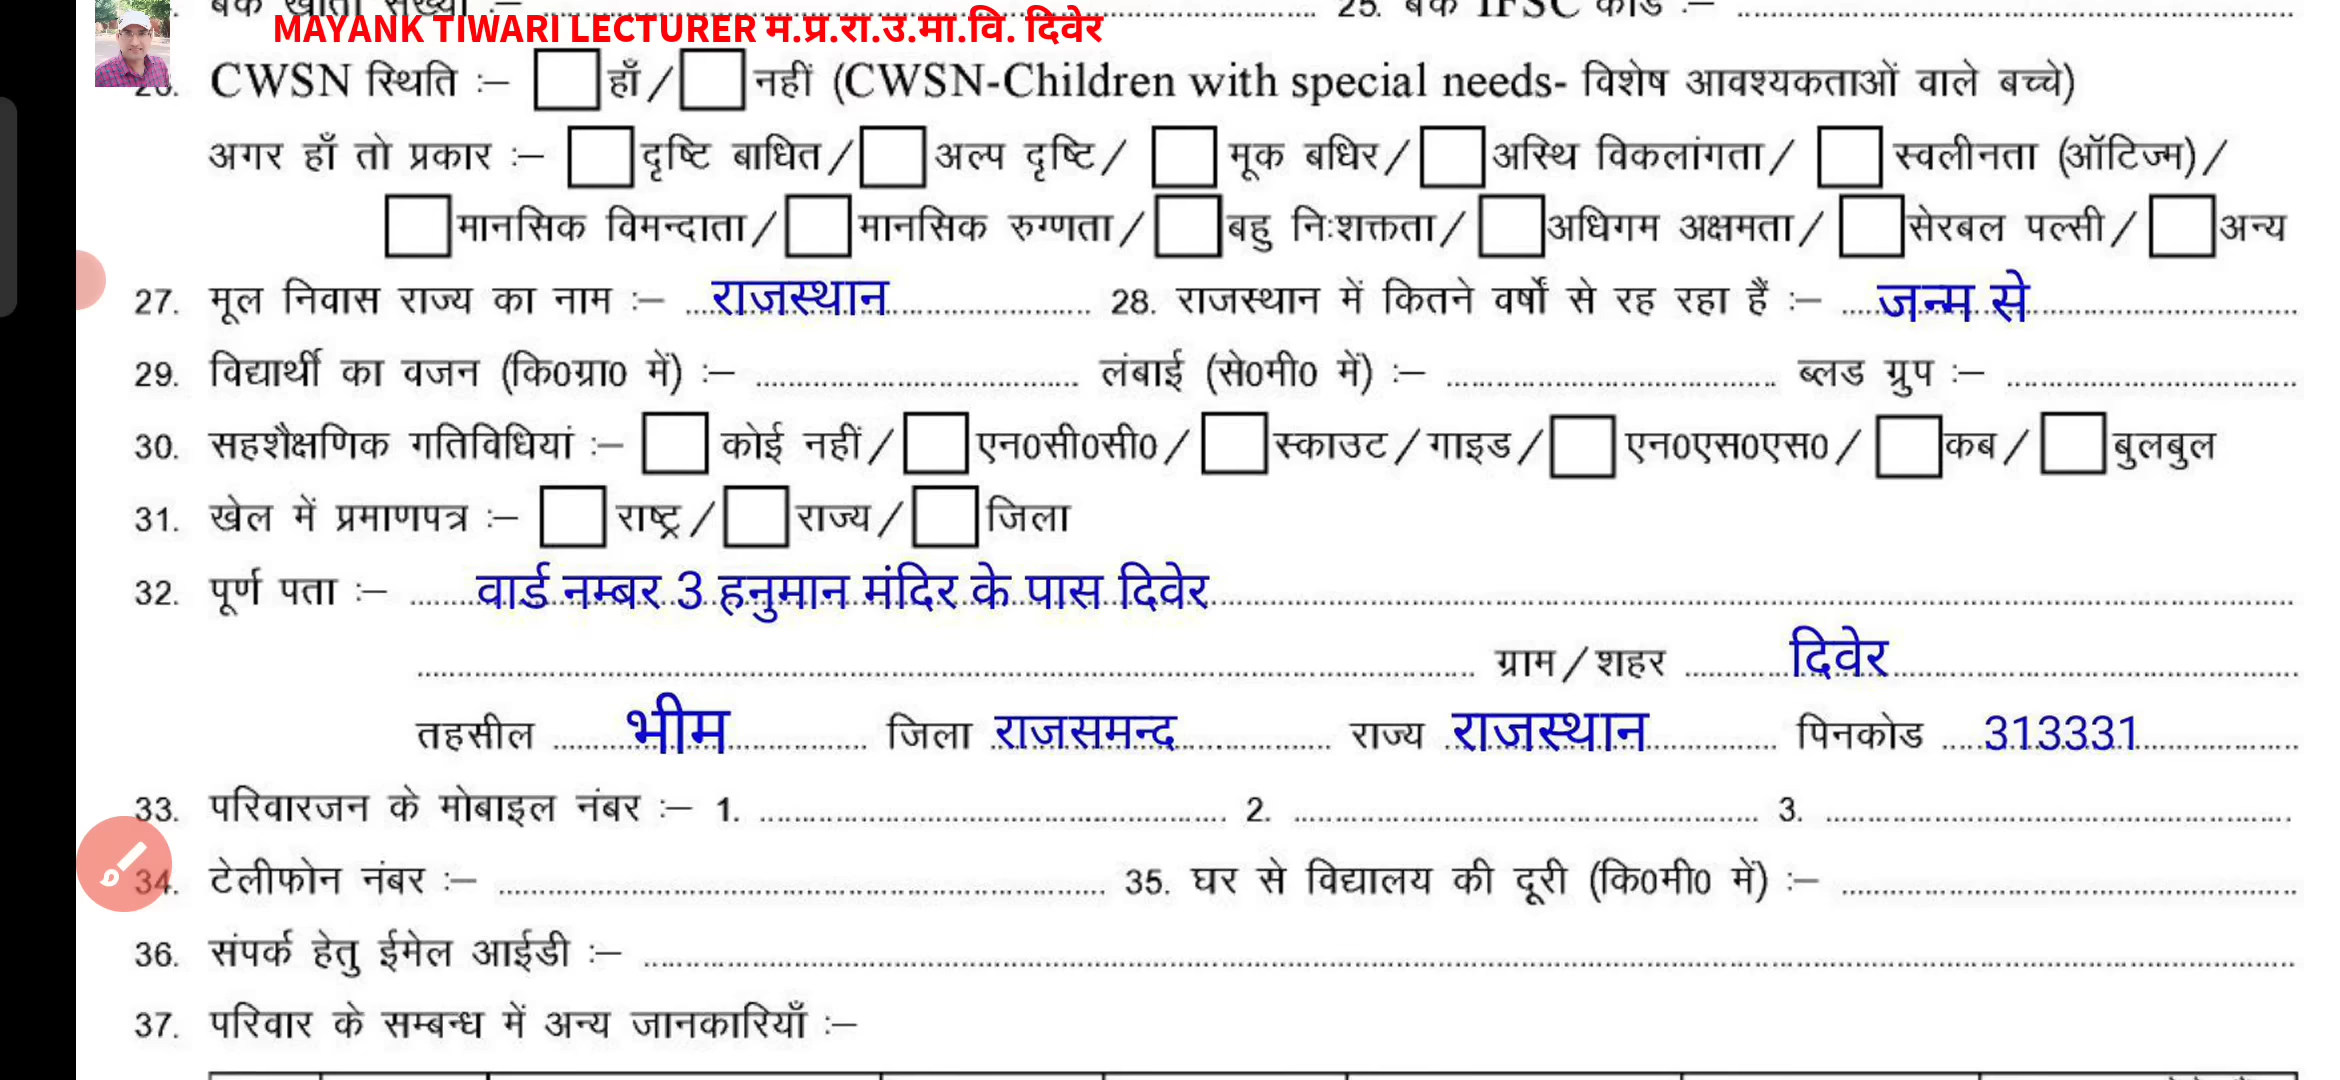 बैंक खाता संख्या :– .......... 25. बैंक IFSC कोड :– ..........
MAYANK TIWARI LECTURER म.प्र.रा.उ.मा.वि. दिवेर
26. CWSN स्थिति :– हाँ / नहीं (CWSN-Children with special needs- विशेष आवश्यकताओं वाले बच्चे)
अगर हाँ तो प्रकार :– दृष्टि बाधित / अल्प दृष्टि / मूक बधिर / अस्थि विकलांगता / स्वलीनता (ऑटिज्म) /
मानसिक विमन्दाता / मानसिक रुग्णता / बहु निःशक्तता / अधिगम अक्षमता / सेरबल पल्सी / अन्य
27. मूल निवास राज्य का नाम :– राजस्थान 28. राजस्थान में कितने वर्षों से रह रहा हैं :– जन्म से
29. विद्यार्थी का वजन (कि0ग्रा0 में) :– .......... लंबाई (से0मी0 में) :– .......... ब्लड ग्रुप :– ..........
30. सहशैक्षणिक गतिविधियां :– कोई नहीं / एन0सी0सी0 / स्काउट / गाइड / एन0एस0एस0 / कब / बुलबुल
31. खेल में प्रमाणपत्र :– राष्ट्र / राज्य / जिला
32. पूर्ण पता :– वार्ड नम्बर 3 हनुमान मंदिर के पास दिवेर
.......... ग्राम / शहर दिवेर
तहसील भीम जिला राजसमन्द राज्य राजस्थान पिनकोड 313331
33. परिवारजन के मोबाइल नंबर :– 1. .......... 2. .......... 3. ..........
34. टेलीफोन नंबर :– .......... 35. घर से विद्यालय की दूरी (कि0मी0 में) :– ..........
36. संपर्क हेतु ईमेल आईडी :– ..........
37. परिवार के सम्बन्ध में अन्य जानकारियाँ :–